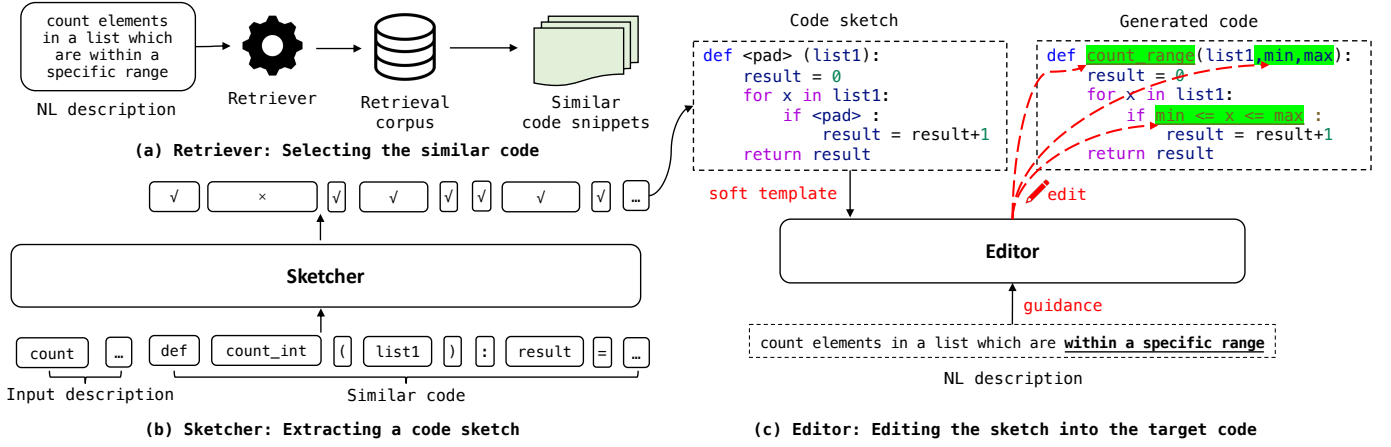 count elements
in a list which
are within a
specific range
NL description
Retriever
Retrieval
corpus
Similar
code snippets
(a) Retriever: Selecting the similar code
√ × √ √ √ √ √ √ …
Sketcher
count … def count_int ( list1 ) : result = …
Input description
Similar code
(b) Sketcher: Extracting a code sketch
Code sketch
def <pad> (list1):
result = 0
for x in list1:
if <pad> :
result = result+1
return result
Generated code
def count_range(list1,min,max):
result = 0
for x in list1:
if min <= x <= max :
result = result+1
return result
soft template
edit
Editor
guidance
count elements in a list which are within a specific range
NL description
(c) Editor: Editing the sketch into the target code